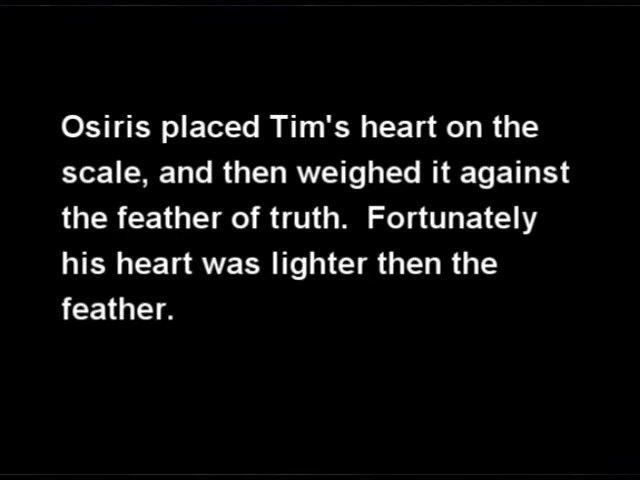 Osiris placed Tim's heart on the
scale, and then weighed it against
the feather of truth.  Fortunately
his heart was lighter then the
feather.